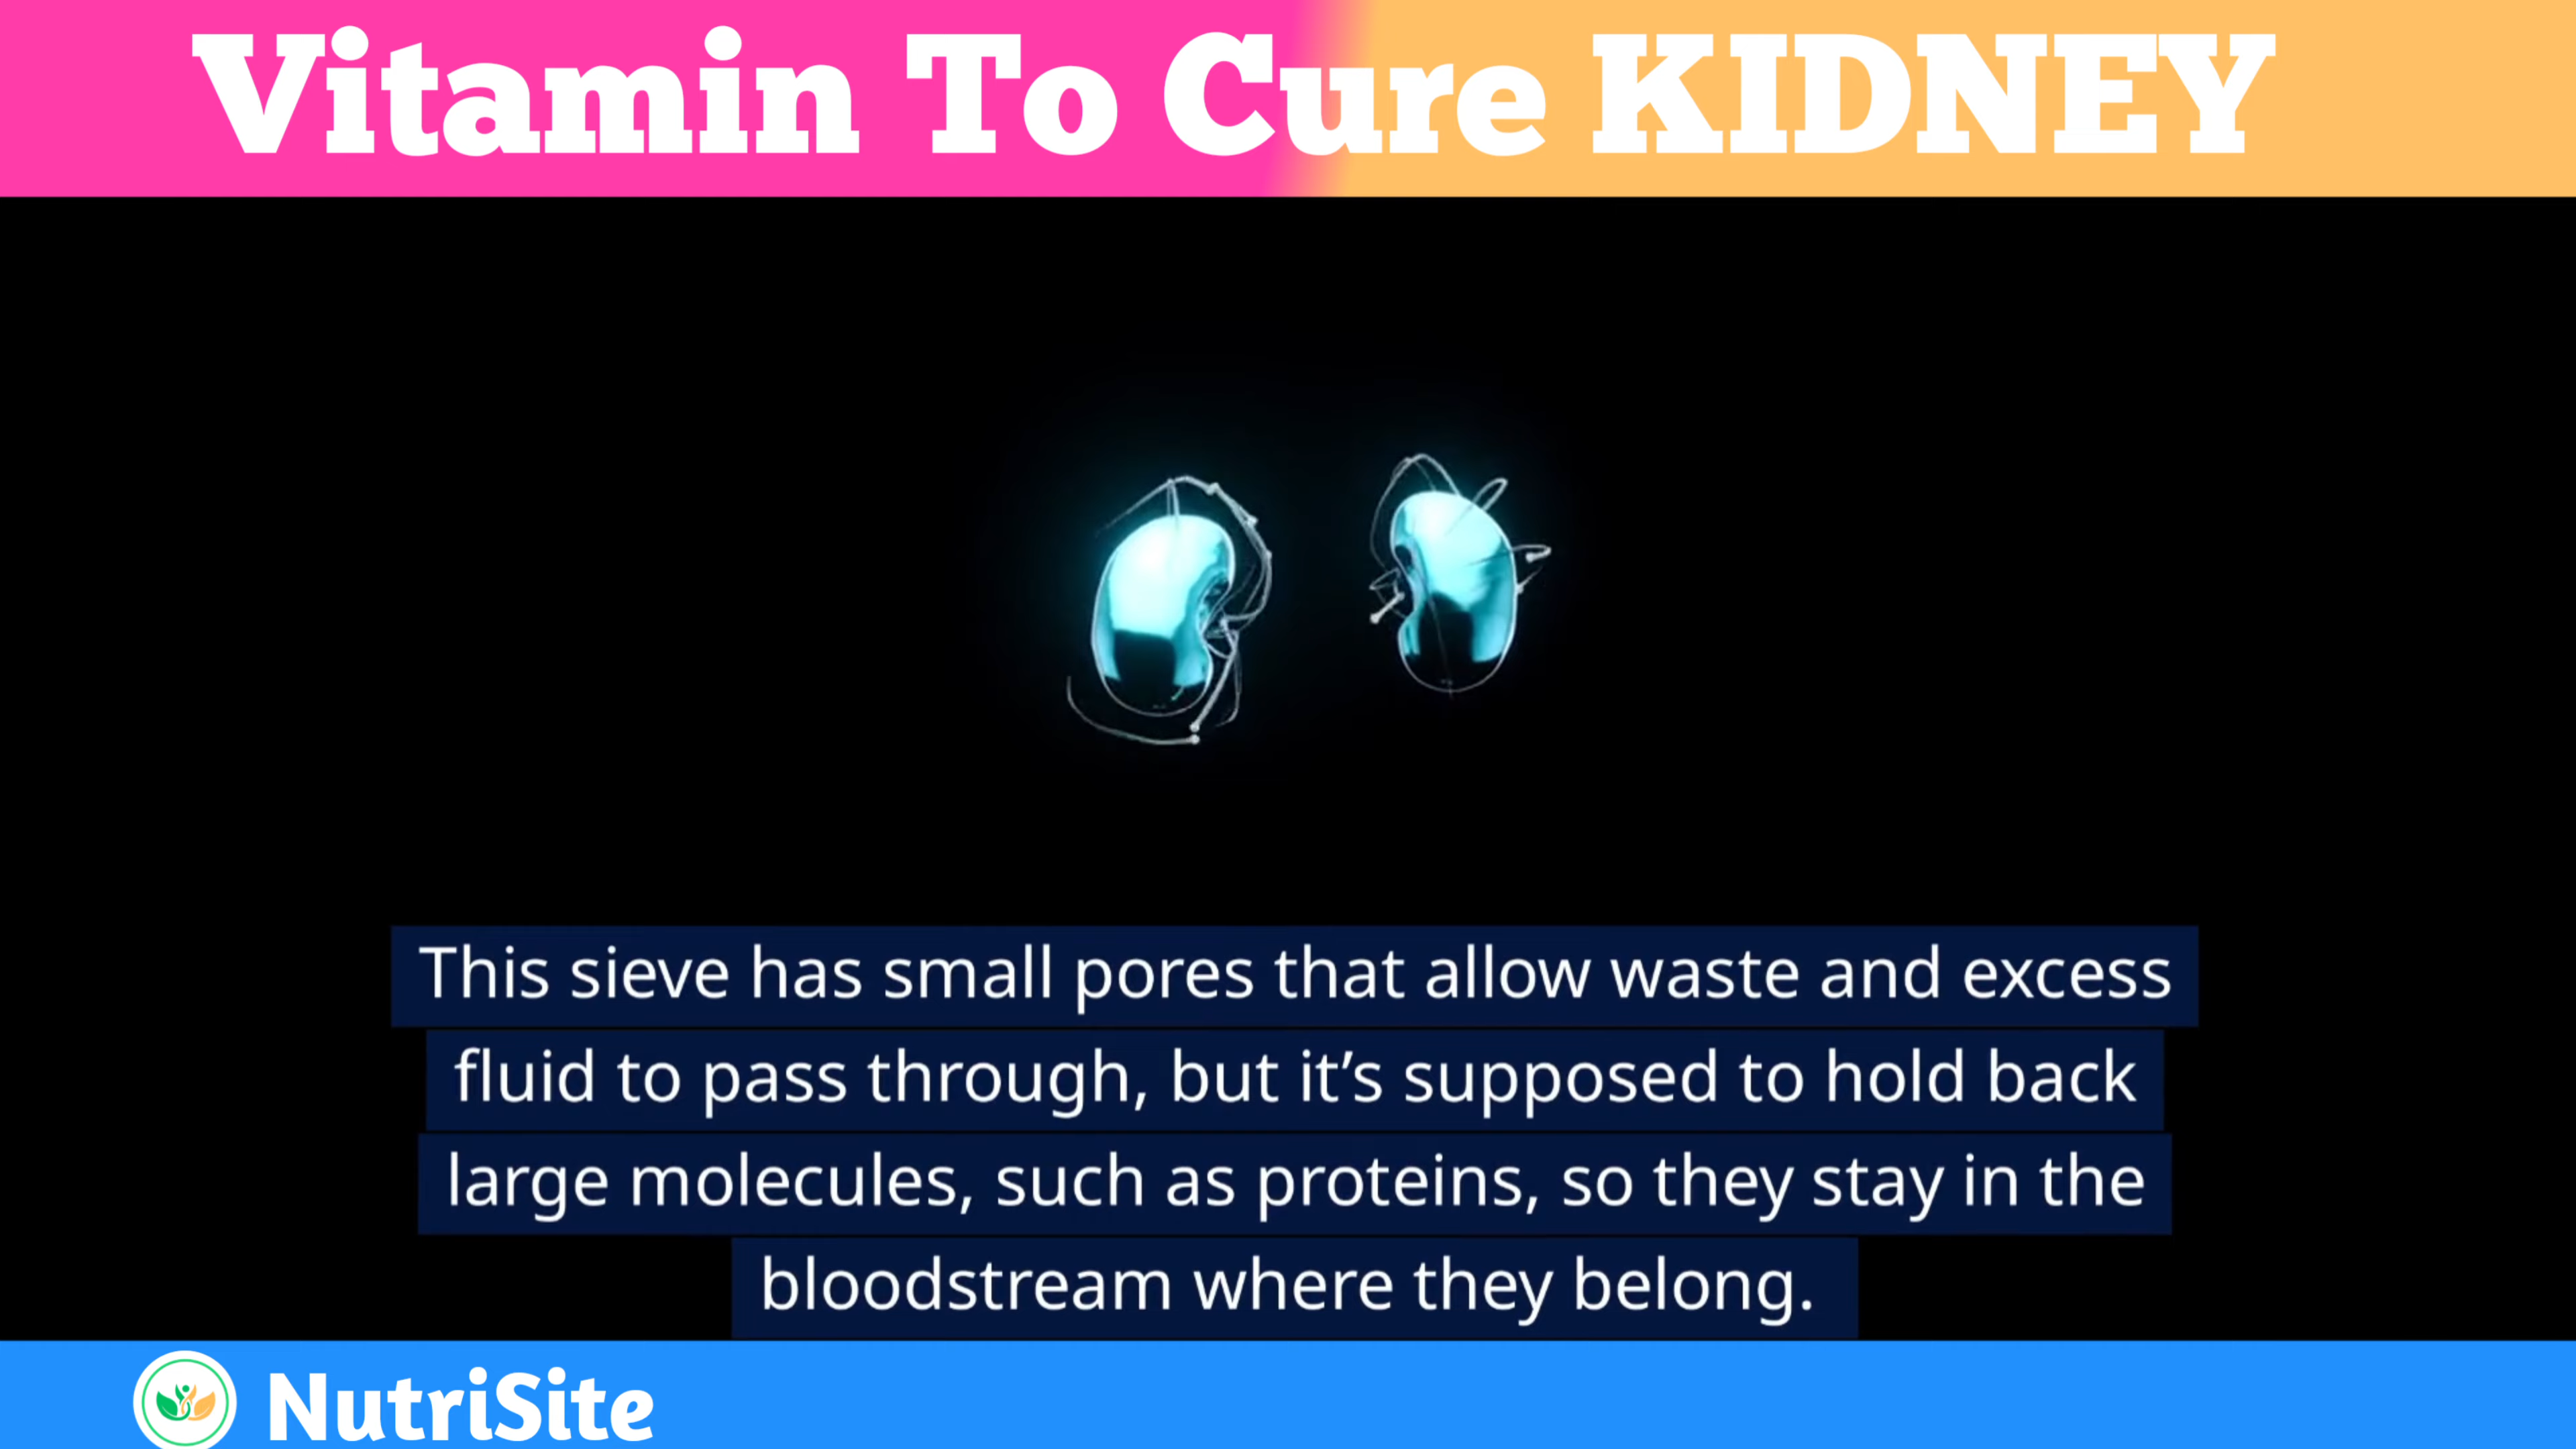 Vitamin To Cure KIDNEY
This sieve has small pores that allow waste and excess
fluid to pass through, but it’s supposed to hold back
large molecules, such as proteins, so they stay in the
bloodstream where they belong.
NutriSite